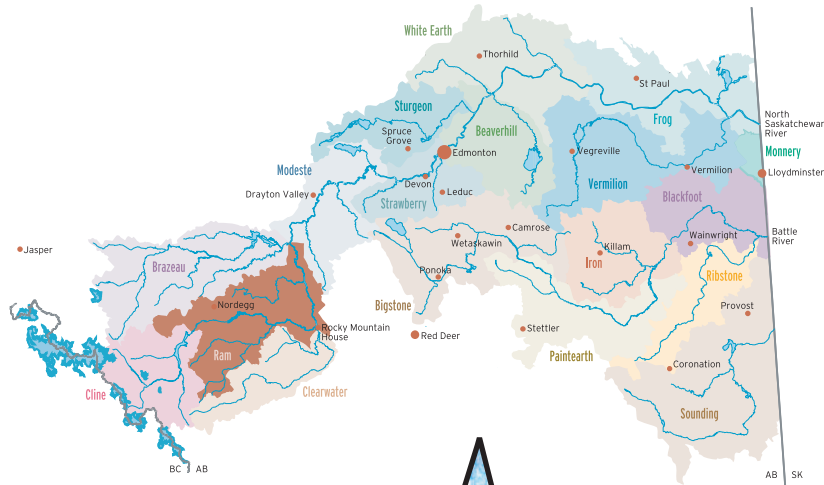 White Earth
Thorhild
St Paul
Sturgeon
Frog
North
Saskatchewan
River
Spruce
Grove
Beaverhill
Edmonton
Vegreville
Monnery
Modeste
Vermilion
Lloydminster
Devon
Vermilion
Drayton Valley
Leduc
Strawberry
Blackfoot
Camrose
Wetaskawin
Wainwright
Battle
River
Jasper
Killam
Brazeau
Iron
Ponoka
Ribstone
Nordegg
Bigstone
Provost
Rocky Mountain
House
Red Deer
Stettler
Ram
Paintearth
Coronation
Cline
Clearwater
Sounding
BC
AB
AB
SK